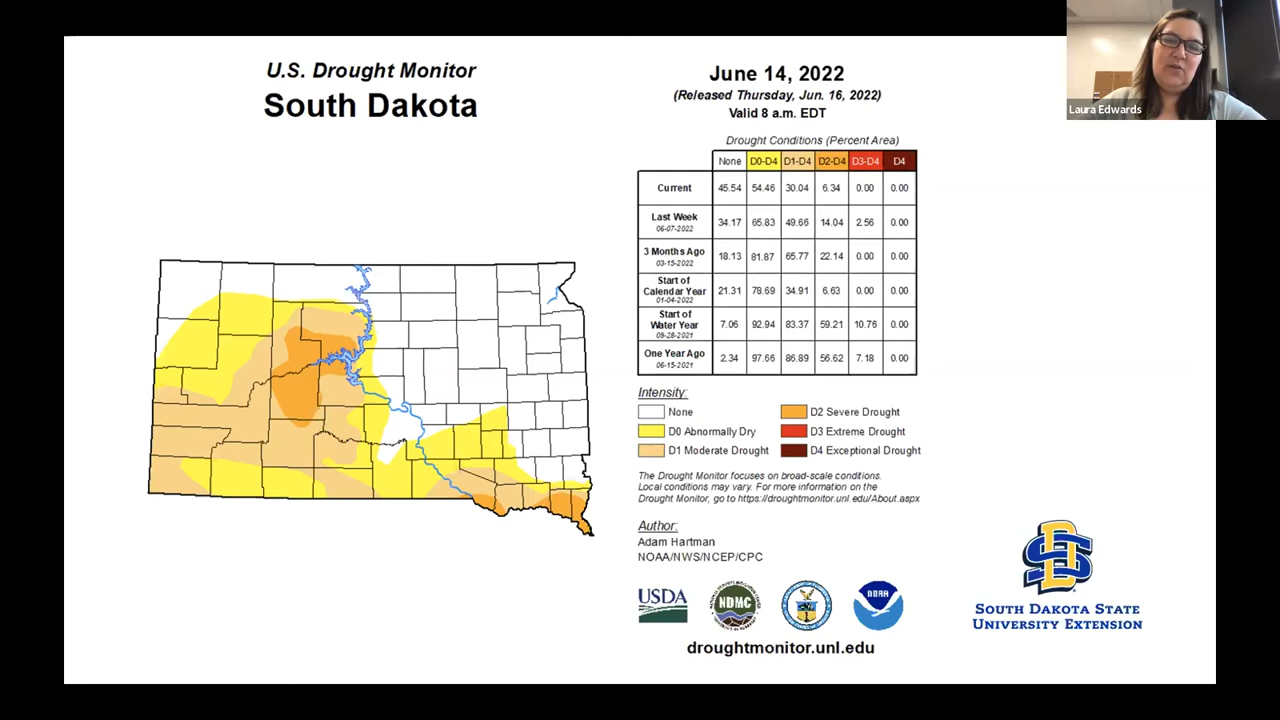 U.S. Drought Monitor
South Dakota
June 14, 2022
(Released Thursday, Jun. 16, 2022)
Valid 8 a.m. EDT
Drought Conditions (Percent Area)
None D0-D4 D1-D4 D2-D4 D3-D4 D4
Current 45.54 54.46 30.04 6.34 0.00 0.00
Last Week
06-07-2022
34.17 65.83 49.66 14.04 2.56 0.00
3 Months Ago
03-15-2022
18.13 81.87 65.77 22.14 0.00 0.00
Start of
Calendar Year
01-04-2022
21.31 78.69 34.91 6.63 0.00 0.00
Start of
Water Year
09-28-2021
7.06 92.94 83.37 59.21 10.76 0.00
One Year Ago
06-15-2021
2.34 97.66 86.89 56.62 7.18 0.00
Intensity:
None
D0 Abnormally Dry
D1 Moderate Drought
D2 Severe Drought
D3 Extreme Drought
D4 Exceptional Drought
The Drought Monitor focuses on broad-scale conditions.
Local conditions may vary. For more information on the
Drought Monitor, go to https://droughtmonitor.unl.edu/About.aspx
Author:
Adam Hartman
NOAA/NWS/NCEP/CPC
USDA
NDMC
NOAA
droughtmonitor.unl.edu
SOUTH DAKOTA STATE
UNIVERSITY EXTENSION
Laura Edwards